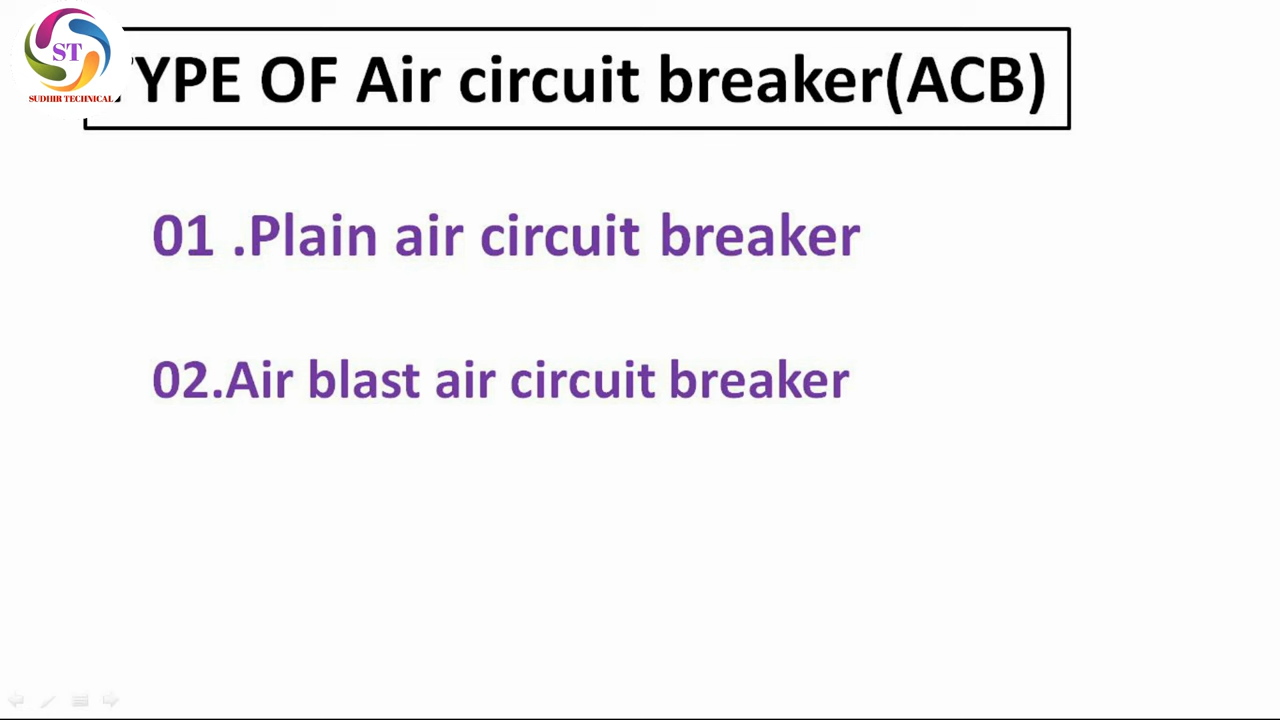 ST
SUDHIR TECHNICAL
TYPE OF Air circuit breaker(ACB)
01 .Plain air circuit breaker
02.Air blast air circuit breaker